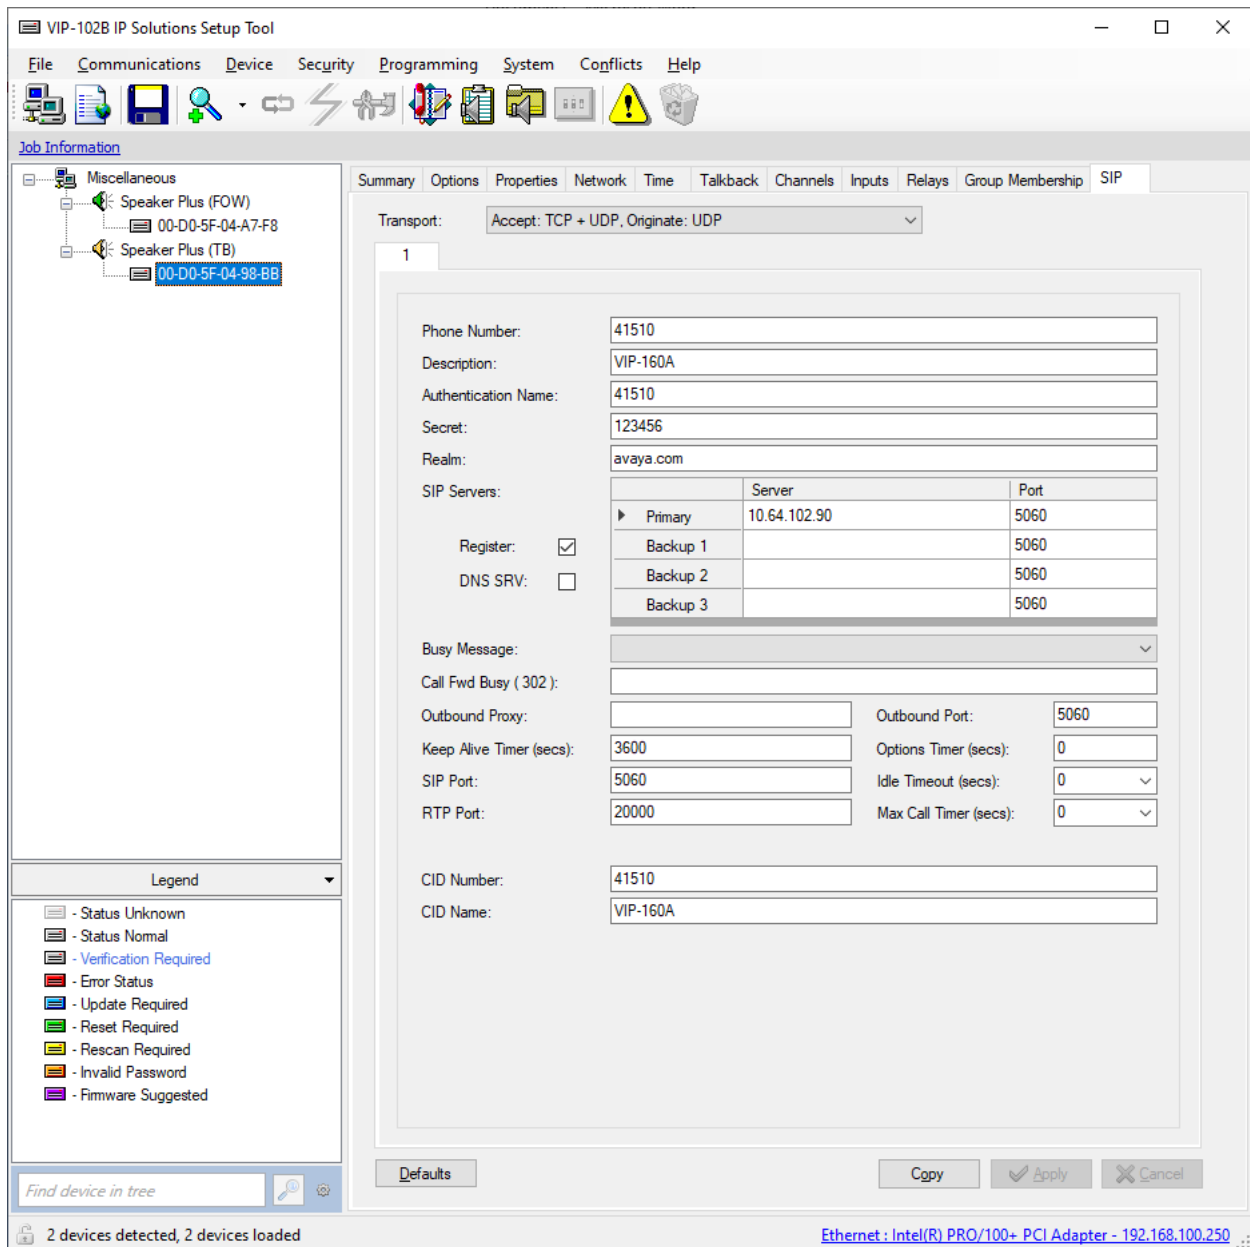 VIP-102B IP Solutions Setup Tool
File Communications Device Security Programming System Conflicts Help
Job Information
Miscellaneous
Speaker Plus (FOW)
00-D0-5F-04-A7-F8
Speaker Plus (TB)
00-D0-5F-04-98-BB
Legend
- Status Unknown
- Status Normal
- Verification Required
- Error Status
- Update Required
- Reset Required
- Rescan Required
- Invalid Password
- Firmware Suggested
Find device in tree
Summary Options Properties Network Time Talkback Channels Inputs Relays Group Membership SIP
Transport: Accept: TCP + UDP, Originate: UDP
1
Phone Number: 41510
Description: VIP-160A
Authentication Name: 41510
Secret: 123456
Realm: avaya.com
SIP Servers: Server Port
Primary 10.64.102.90 5060
Register: Backup 1 5060
DNS SRV: Backup 2 5060
Backup 3 5060
Busy Message:
Call Fwd Busy ( 302 ):
Outbound Proxy: Outbound Port: 5060
Keep Alive Timer (secs): 3600 Options Timer (secs): 0
SIP Port: 5060 Idle Timeout (secs): 0
RTP Port: 20000 Max Call Timer (secs): 0
CID Number: 41510
CID Name: VIP-160A
Defaults Copy Apply Cancel
2 devices detected, 2 devices loaded Ethernet : Intel(R) PRO/100+ PCI Adapter - 192.168.100.250